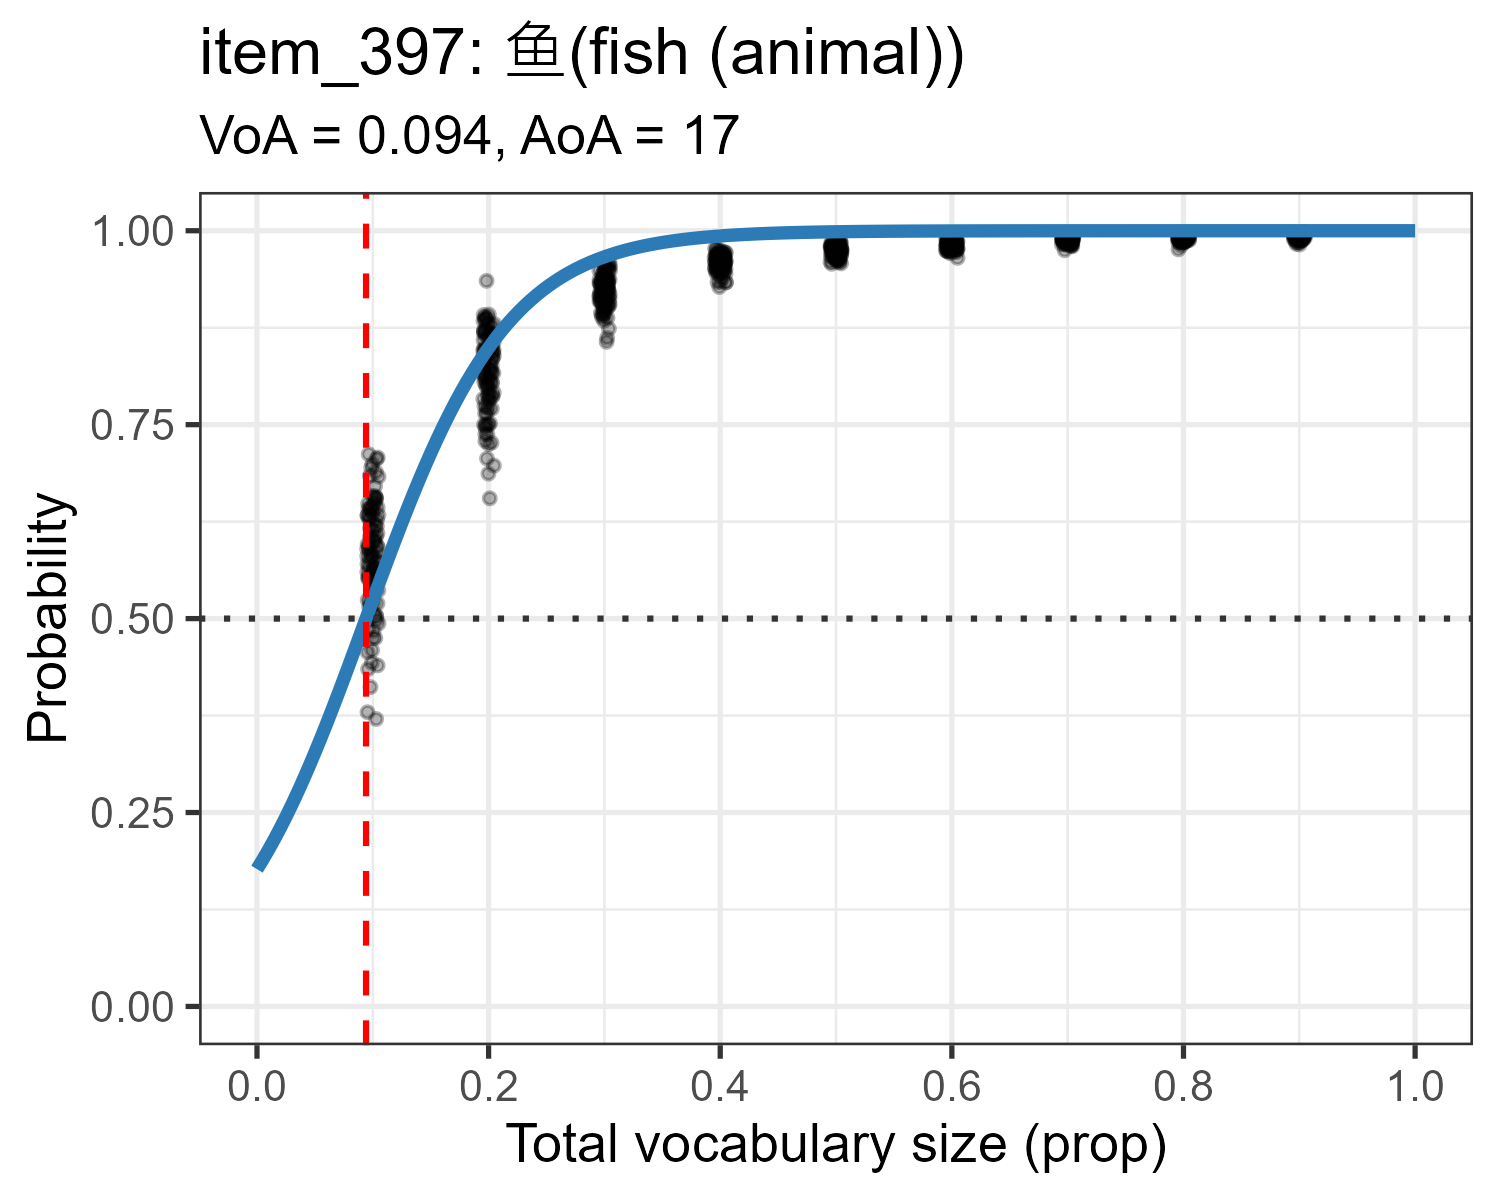 item_397: 鱼(fish (animal))
VoA = 0.094, AoA = 17
Probability
1.00
0.75
0.50
0.25
0.00
0.0 0.2 0.4 0.6 0.8 1.0
Total vocabulary size (prop)